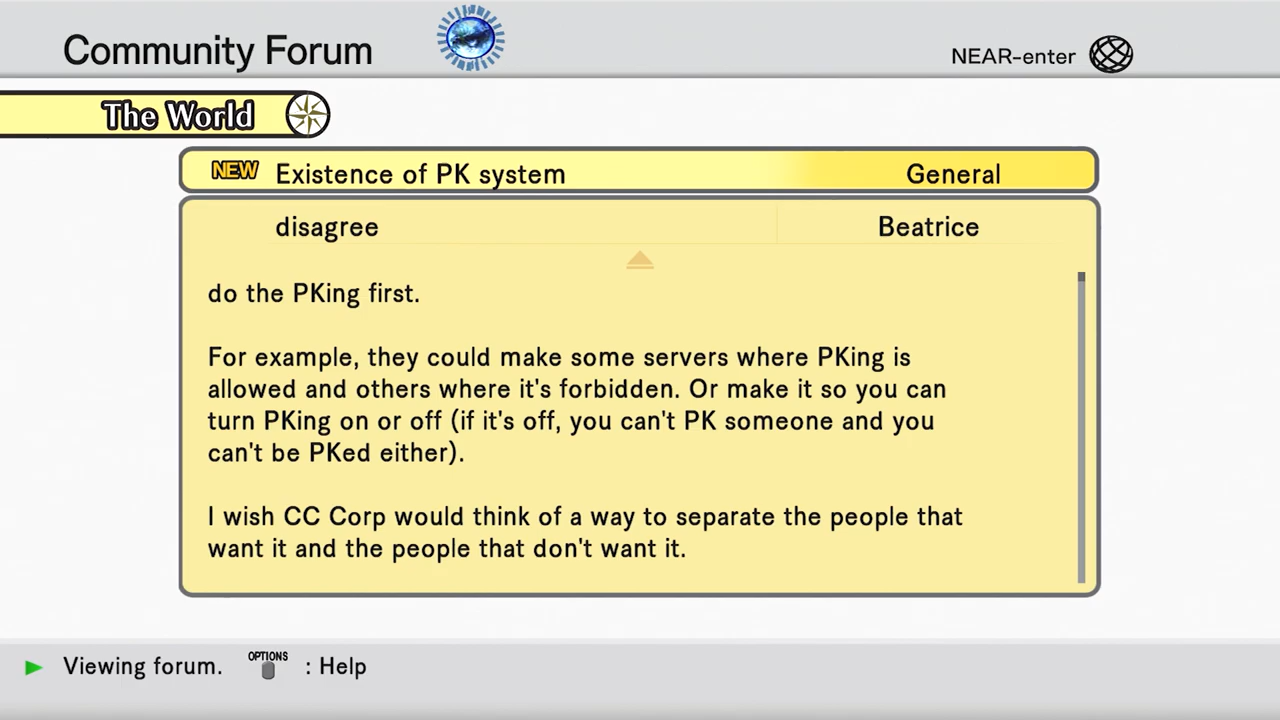 Community Forum
NEAR-enter
The World
NEW Existence of PK system General
disagree Beatrice
do the PKing first.
For example, they could make some servers where PKing is
allowed and others where it's forbidden. Or make it so you can
turn PKing on or off (if it's off, you can't PK someone and you
can't be PKed either).
I wish CC Corp would think of a way to separate the people that
want it and the people that don't want it.
Viewing forum. OPTIONS : Help